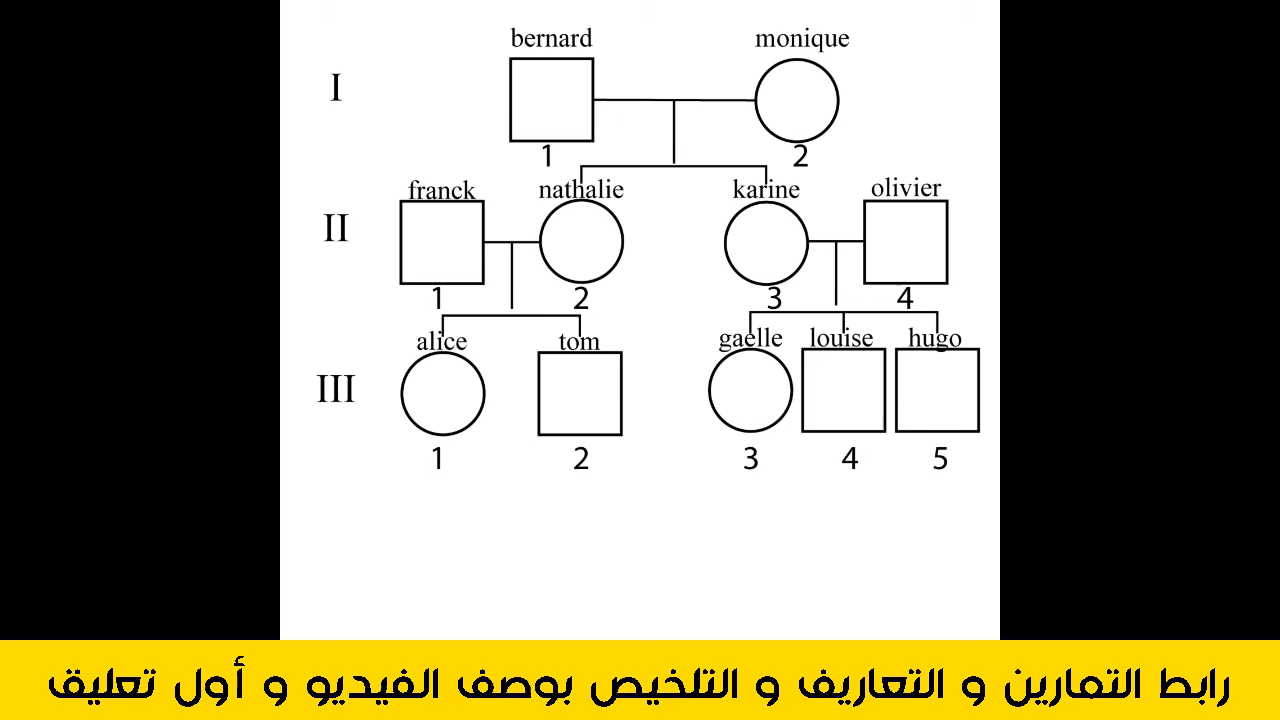 bernard monique
I
1 2
franck nathalie karine olivier
II
1 2 3 4
alice tom gaelle louise hugo
III
1 2 3 4 5
رابط التمارين و التعاريف و التلخيص بوصف الفيديو و أول تعليق